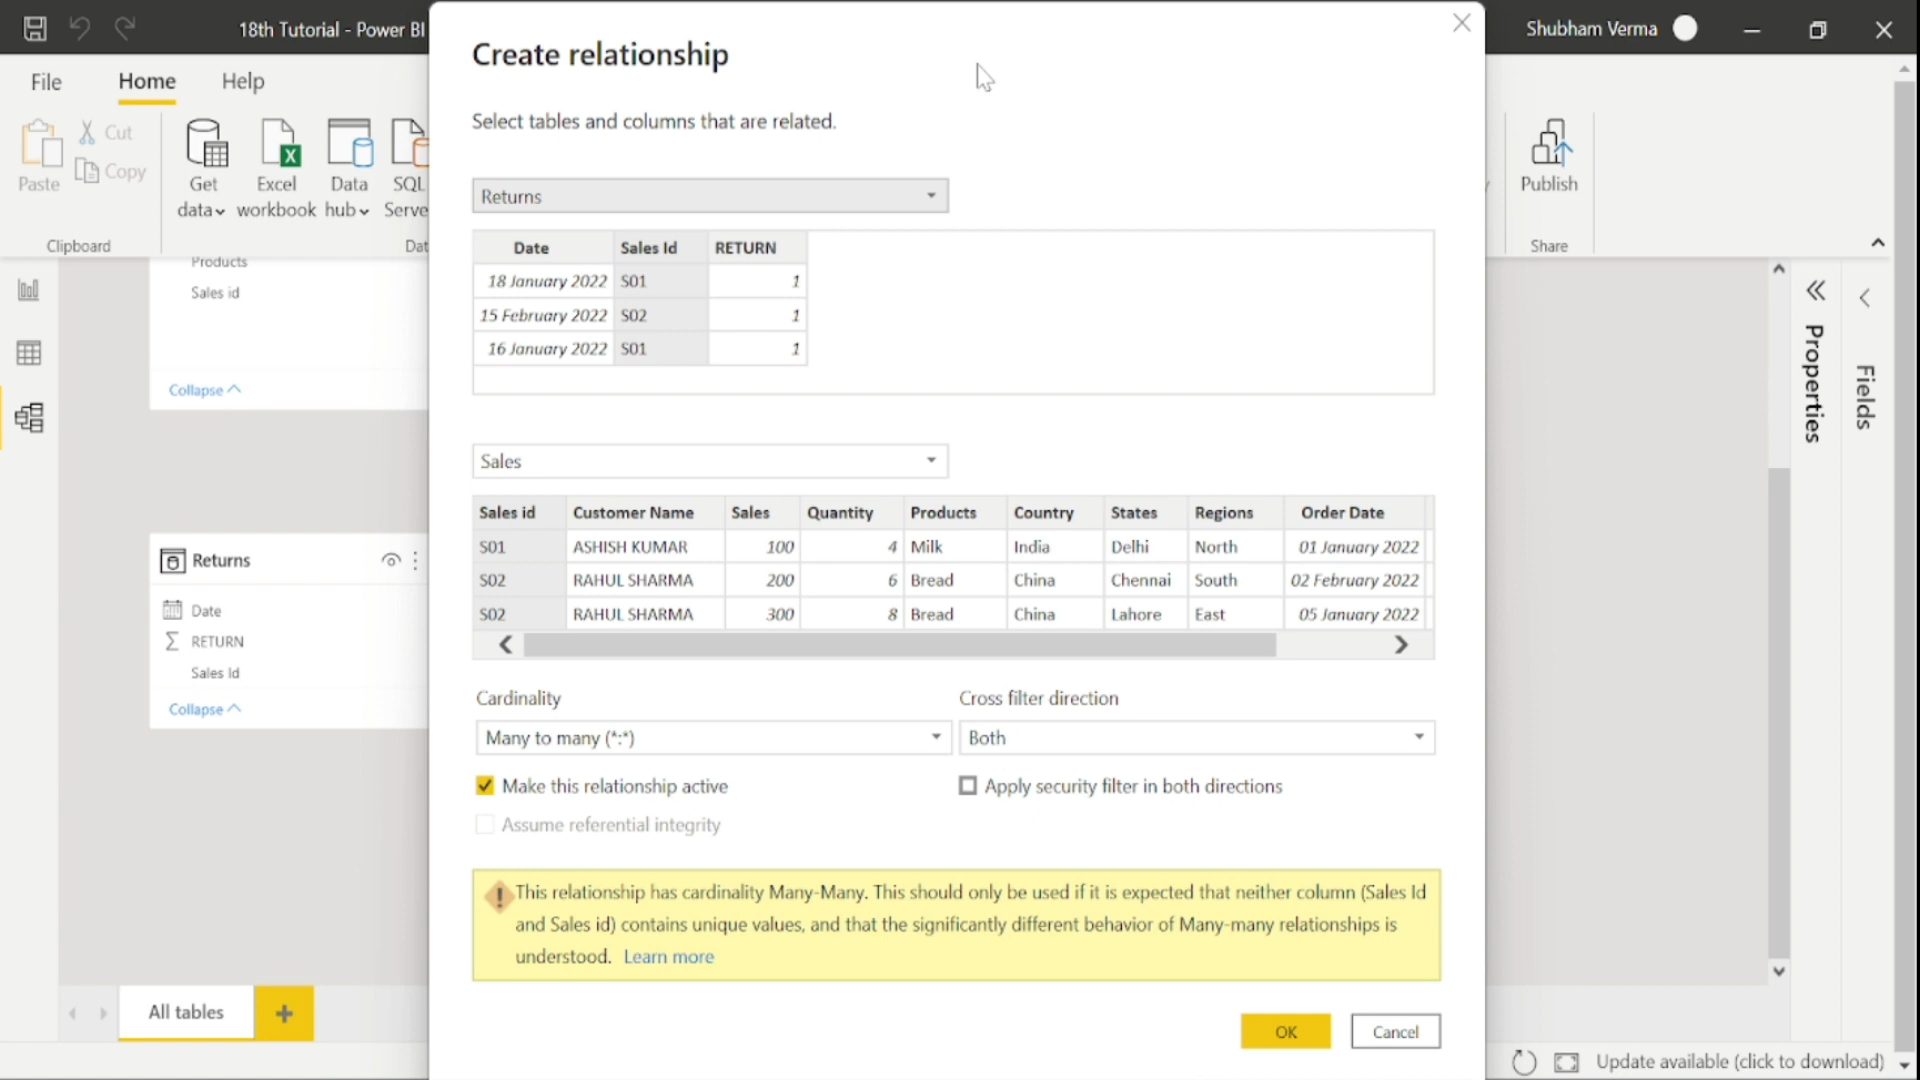 18th Tutorial - Power BI
Shubham Verma
File
Home
Help
Paste
Cut
Copy
Clipboard
Get
data
Excel
workbook
Data
hub
SQL
Serve
Dat
Publish
Share
Products
Sales id
Collapse
Returns
Date
RETURN
Sales Id
Collapse
All tables
+
Create relationship
Select tables and columns that are related.
Returns
Date Sales Id RETURN
18 January 2022 S01 1
15 February 2022 S02 1
16 January 2022 S01 1
Sales
Sales id Customer Name Sales Quantity Products Country States Regions Order Date
S01 ASHISH KUMAR 100 4 Milk India Delhi North 01 January 2022
S02 RAHUL SHARMA 200 6 Bread China Chennai South 02 February 2022
S02 RAHUL SHARMA 300 8 Bread China Lahore East 05 January 2022
Cardinality
Cross filter direction
Many to many (*:*)
Both
Make this relationship active
Apply security filter in both directions
Assume referential integrity
This relationship has cardinality Many-Many. This should only be used if it is expected that neither column (Sales Id
and Sales id) contains unique values, and that the significantly different behavior of Many-many relationships is
understood. Learn more
OK
Cancel
Properties
Fields
Update available (click to download)